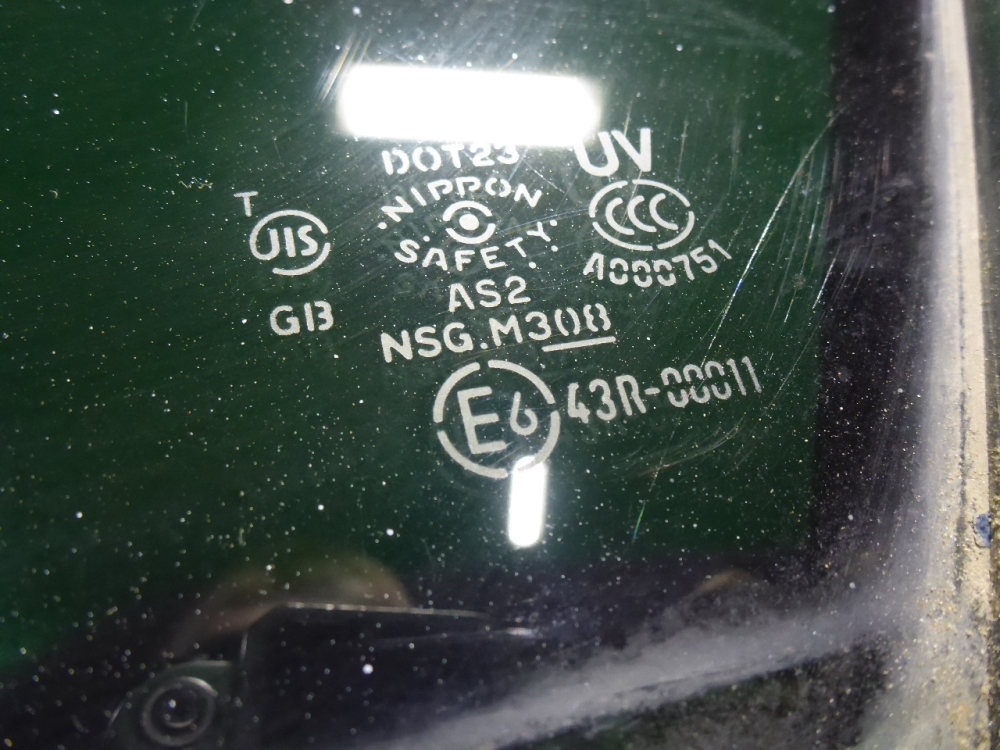 DOT23
UV
NIPPON
SAFETY
CCC
A000751
T
JIS
GB
AS2
NSG.M308
E6 43R-00011